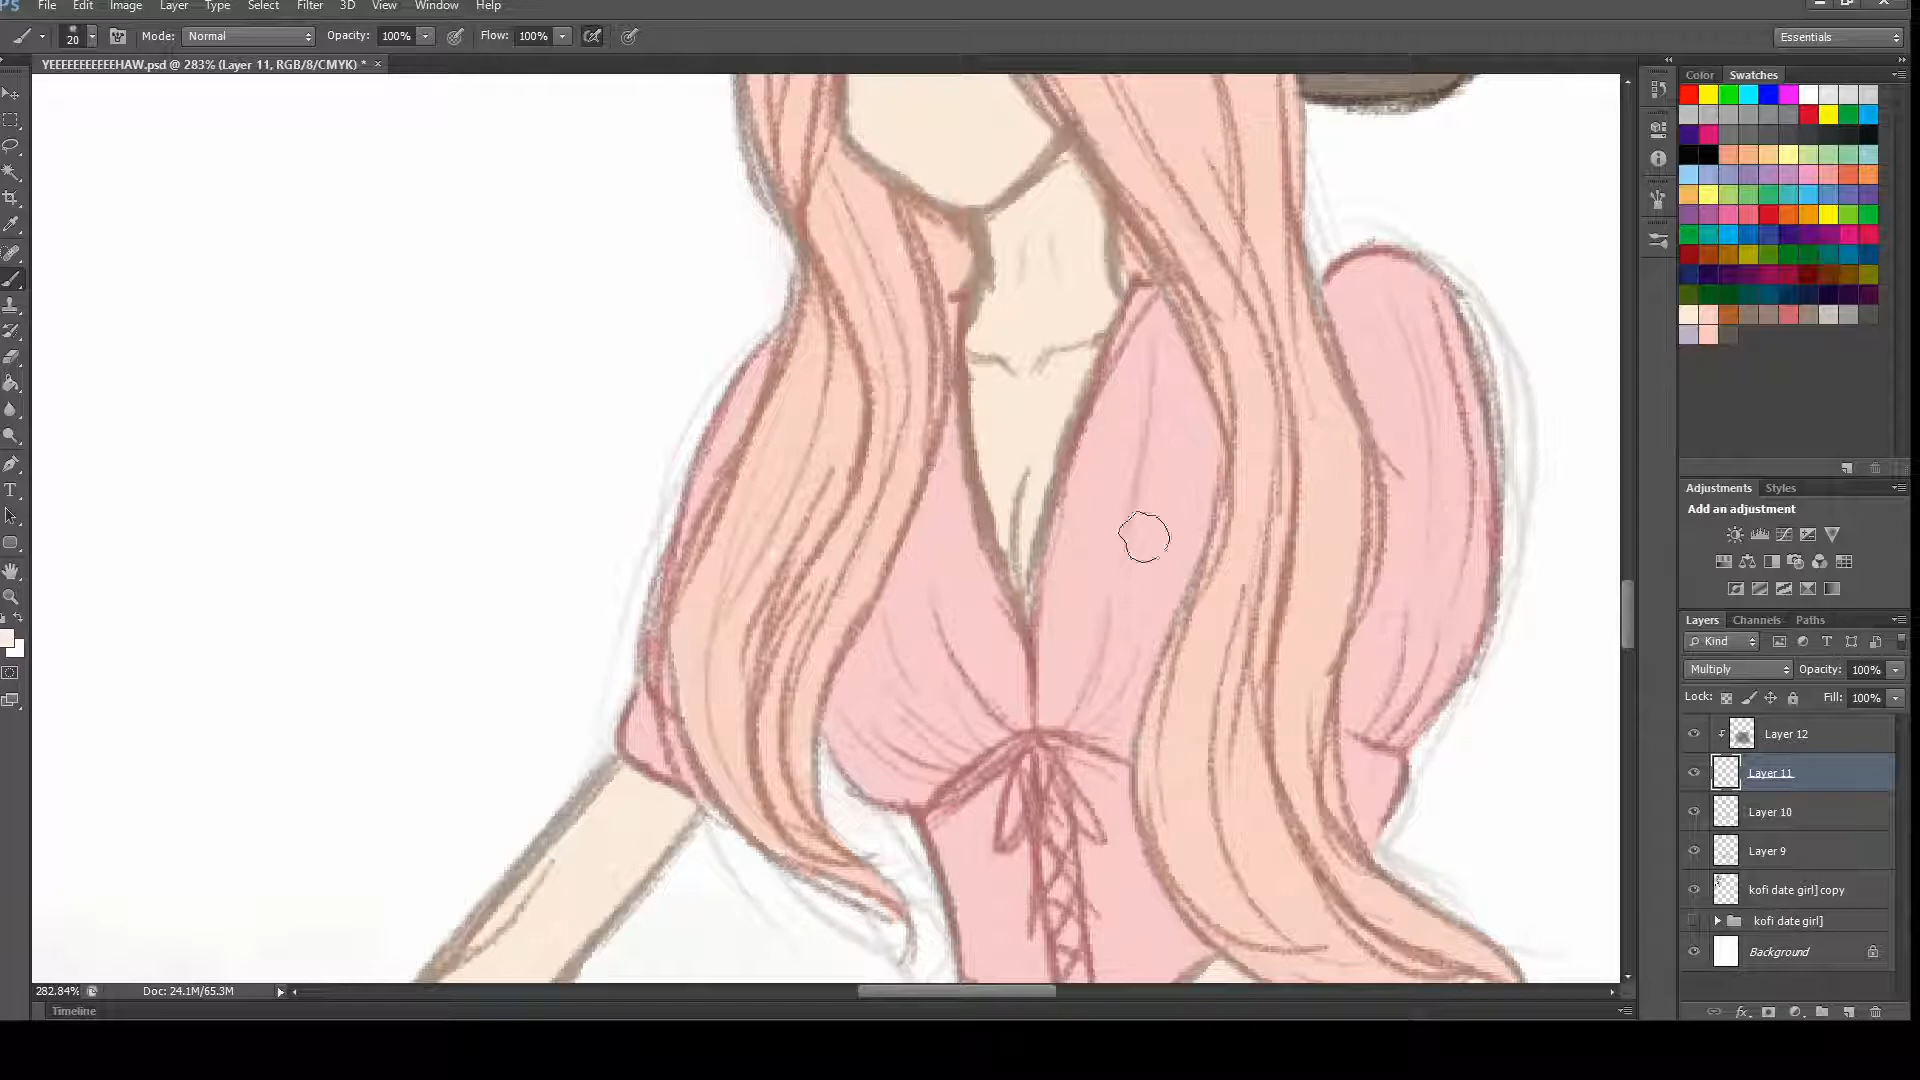 Ps File Edit Image Layer Type Select Filter 3D View Window Help
20 Mode: Normal Opacity: 100% Flow: 100% Essentials
YEEEEEEEEEEEHAW.psd @ 283% (Layer 11, RGB/8/CMYK) * ×
Color Swatches
Adjustments Styles
Add an adjustment
Layers Channels Paths
Kind
Multiply Opacity: 100%
Lock: Fill: 100%
Layer 12
Layer 11
Layer 10
Layer 9
kofi date girl] copy
kofi date girl]
Background
282.84% Doc: 24.1M/65.3M
Timeline